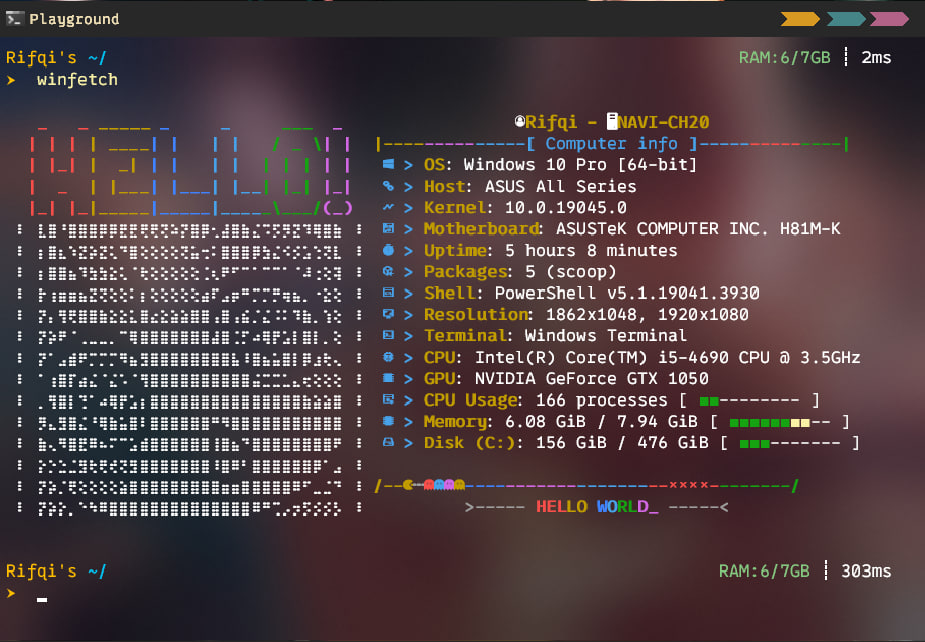 Playground
Rifqi's ~/ RAM:6/7GB ┊ 2ms
➤ winfetch
HELLO!
Rifqi - NAVI-CH20
|--------------[ Computer info ]--------------|
> OS: Windows 10 Pro [64-bit]
> Host: ASUS All Series
> Kernel: 10.0.19045.0
> Motherboard: ASUSTeK COMPUTER INC. H81M-K
> Uptime: 5 hours 8 minutes
> Packages: 5 (scoop)
> Shell: PowerShell v5.1.19041.3930
> Resolution: 1862x1048, 1920x1080
> Terminal: Windows Terminal
> CPU: Intel(R) Core(TM) i5-4690 CPU @ 3.5GHz
> GPU: NVIDIA GeForce GTX 1050
> CPU Usage: 166 processes [ ■■-------- ]
> Memory: 6.08 GiB / 7.94 GiB [ ■■■■■■■■-- ]
> Disk (C:): 156 GiB / 476 GiB [ ■■■------- ]
>----- HELLO WORLD_ -----<
Rifqi's ~/ RAM:6/7GB ┊ 303ms
➤ _